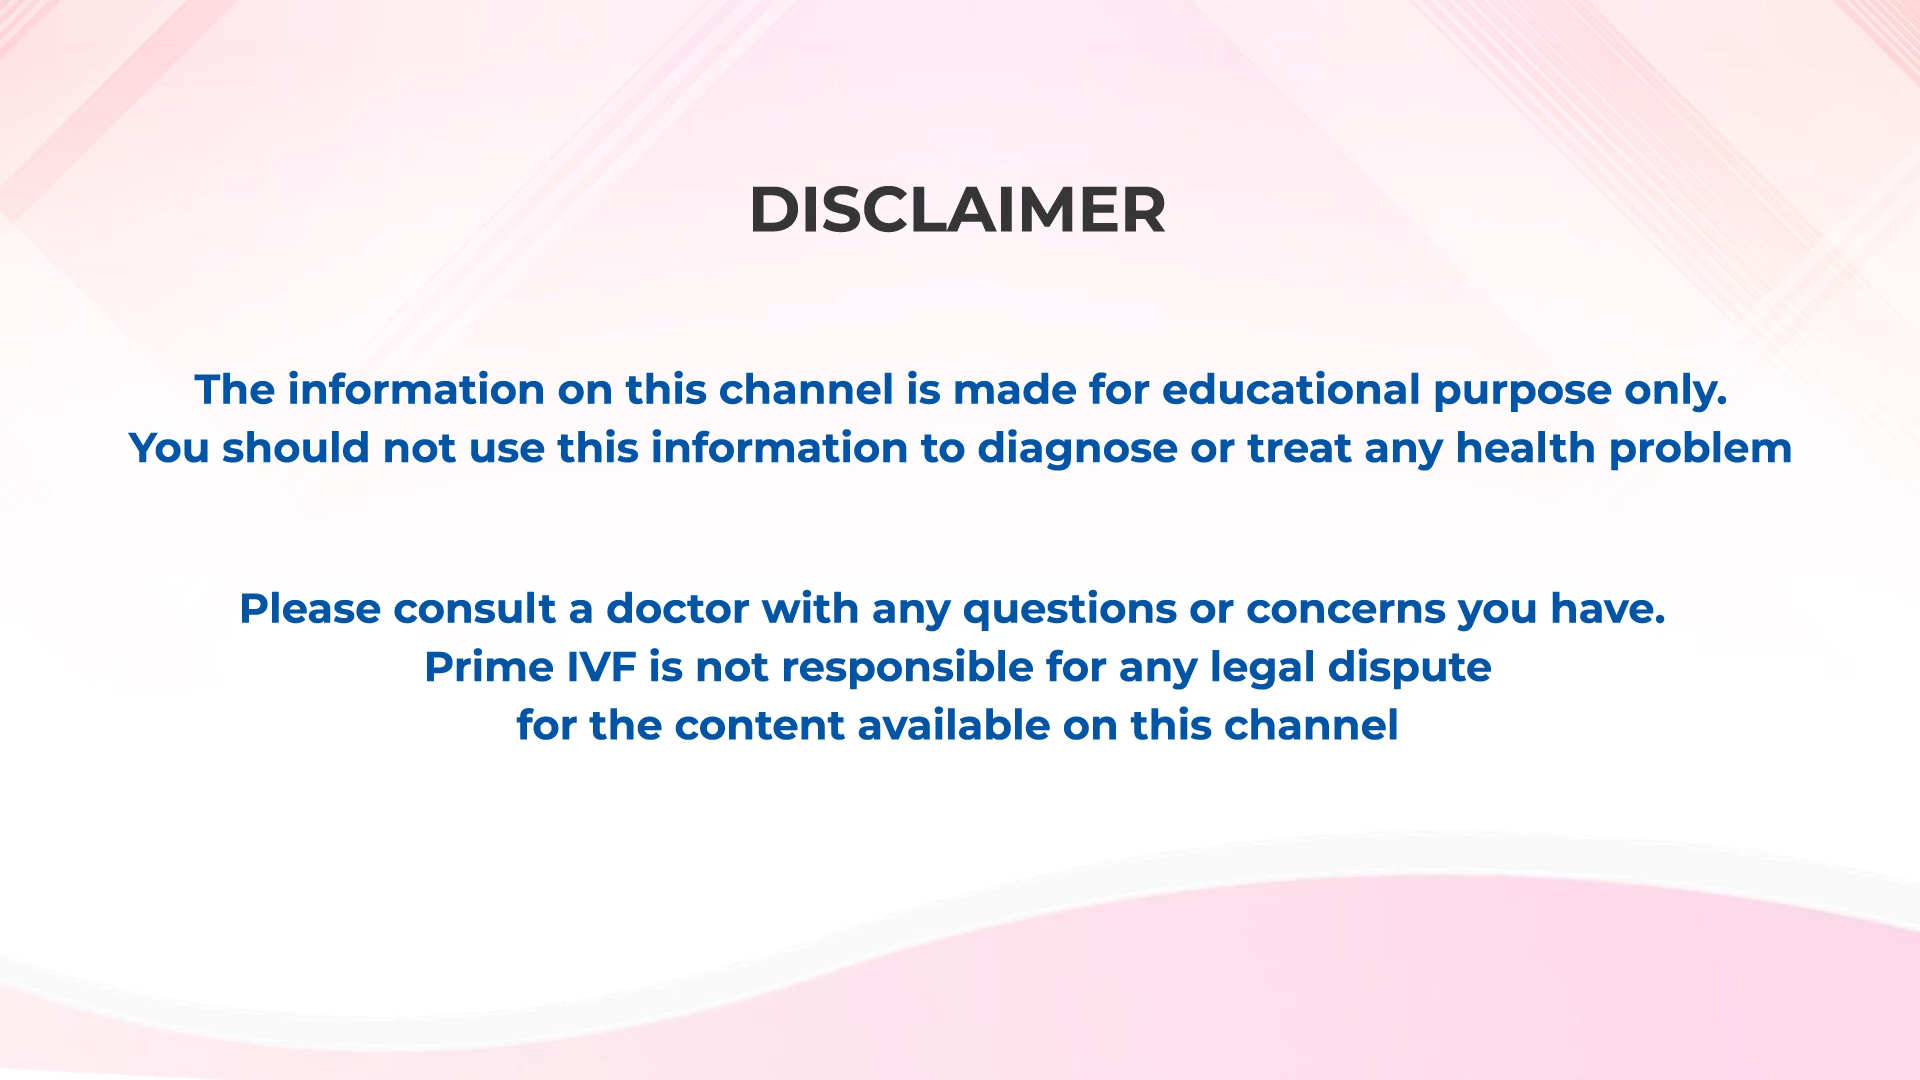 DISCLAIMER
The information on this channel is made for educational purpose only.
You should not use this information to diagnose or treat any health problem
Please consult a doctor with any questions or concerns you have.
Prime IVF is not responsible for any legal dispute
for the content available on this channel